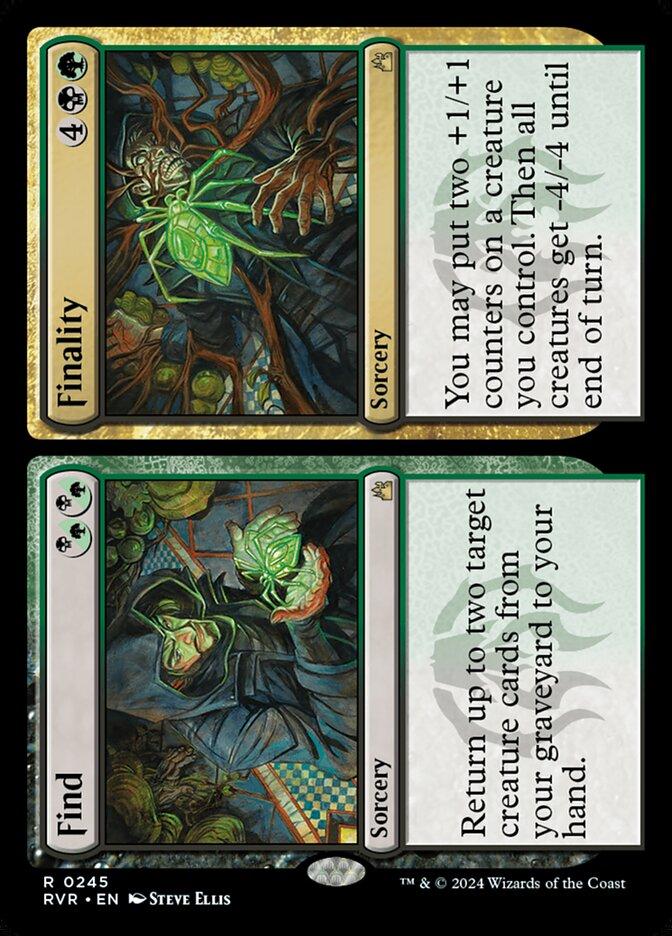 Finality
4
Sorcery
You may put two +1/+1
counters on a creature
you control. Then all
creatures get -4/-4 until
end of turn.
Find
Sorcery
Return up to two target
creature cards from
your graveyard to your
hand.
R 0245
RVR • EN Steve Ellis
™ & © 2024 Wizards of the Coast